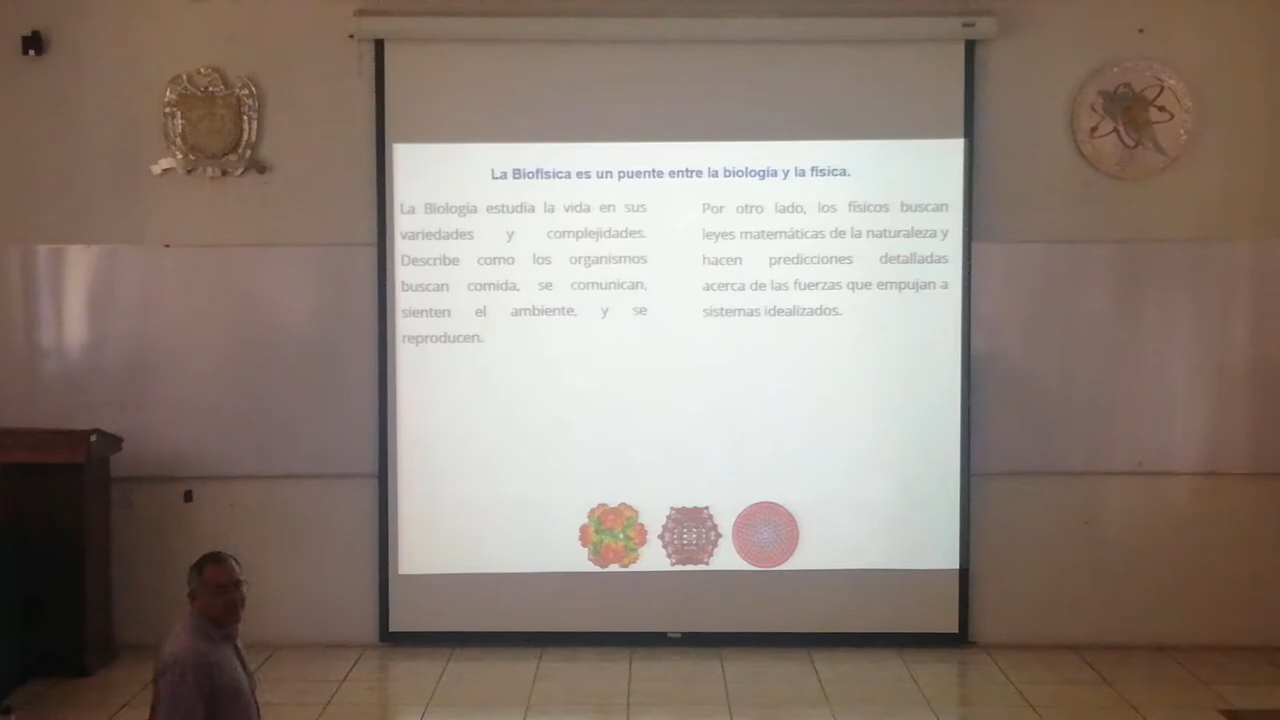 La Biofísica es un puente entre la biología y la física.
La Biología estudia la vida en sus
variedades y complejidades.
Describe como los organismos
buscan comida, se comunican,
sienten el ambiente, y se
reproducen.
Por otro lado, los físicos buscan
leyes matemáticas de la naturaleza y
hacen predicciones detalladas
acerca de las fuerzas que empujan a
sistemas idealizados.